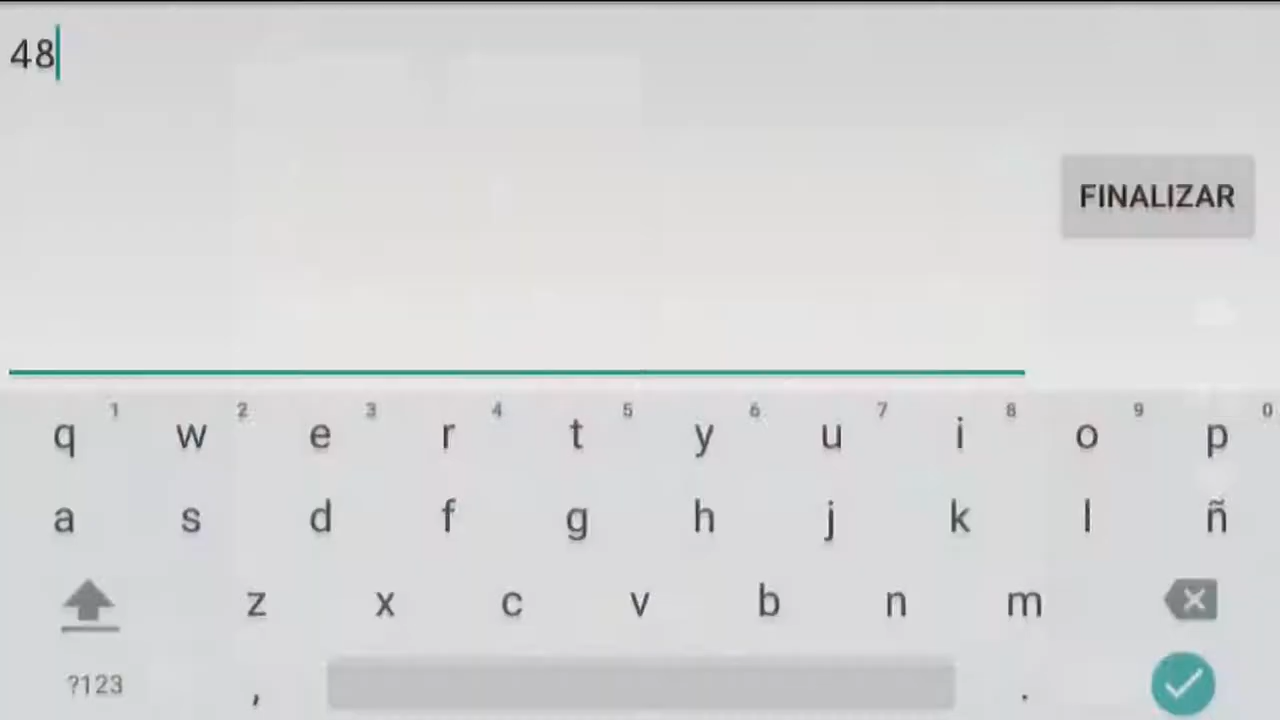 48
FINALIZAR
1 2 3 4 5 6 7 8 9 0
q w e r t y u i o p
a s d f g h j k l ñ
z x c v b n m
?123 , .